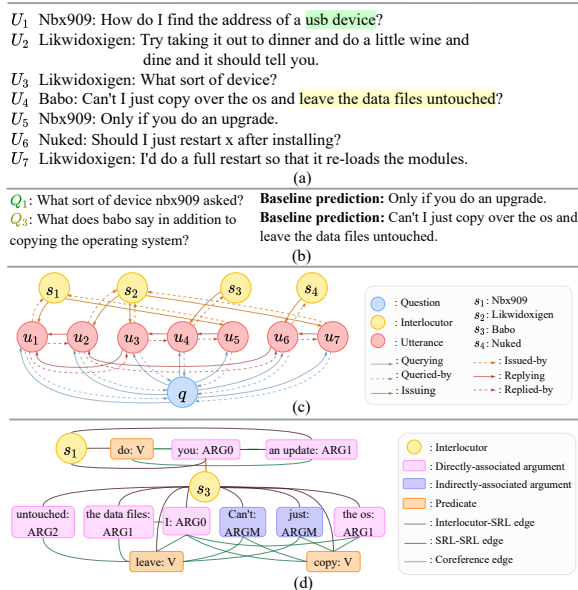 U1 Nbx909: How do I find the address of a usb device?
U2 Likwidoxigen: Try taking it out to dinner and do a little wine and
dine and it should tell you.
U3 Likwidoxigen: What sort of device?
U4 Babo: Can't I just copy over the os and leave the data files untouched?
U5 Nbx909: Only if you do an upgrade.
U6 Nuked: Should I just restart x after installing?
U7 Likwidoxigen: I'd do a full restart so that it re-loads the modules.
(a)
Q1: What sort of device nbx909 asked?
Q3: What does babo say in addition to
copying the operating system?
Baseline prediction: Only if you do an upgrade.
Baseline prediction: Can't I just copy over the os and
leave the data files untouched.
(b)
s1 s2 s3 s4
u1 u2 u3 u4 u5 u6 u7
q
: Question
: Interlocutor
: Utterance
: Querying
: Queried-by
: Issuing
s1: Nbx909
s2: Likwidoxigen
s3: Babo
s4: Nuked
: Issued-by
: Replying
: Replied-by
(c)
s1 do: V you: ARG0 an update: ARG1
s3
untouched: ARG2
the data files: ARG1
I: ARG0
Can't: ARGM
just: ARGM
the os: ARG1
leave: V copy: V
: Interlocutor
: Directly-associated argument
: Indirectly-associated argument
: Predicate
: Interlocutor-SRL edge
: SRL-SRL edge
: Coreference edge
(d)